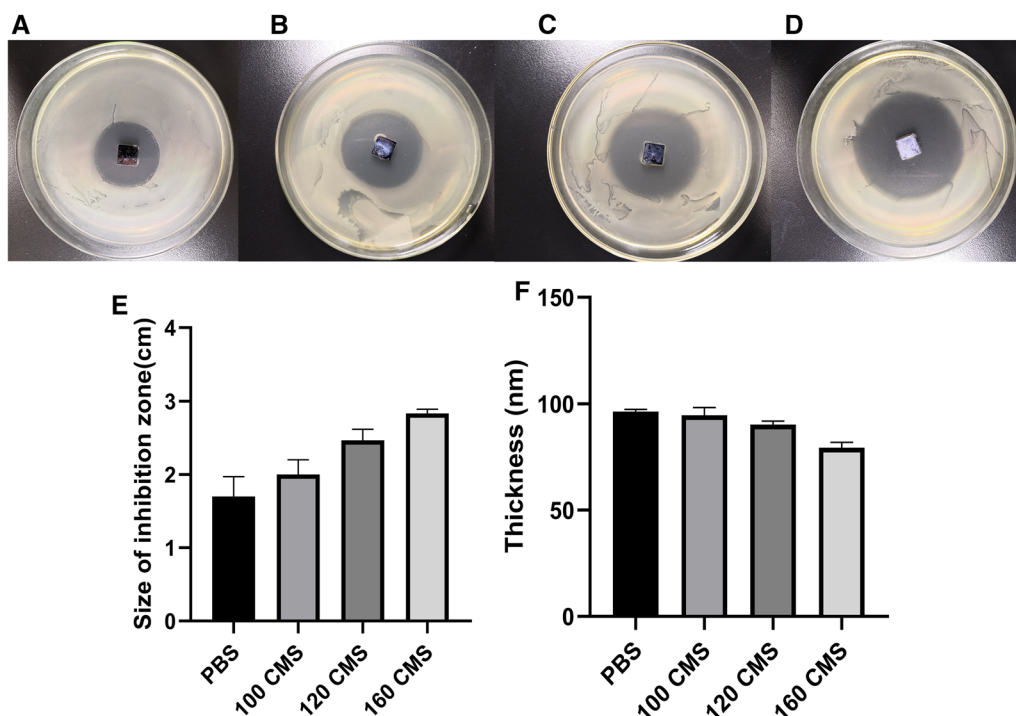 A
B
C
D
E
Size of inhibition zone(cm)
4
3
2
1
0
PBS
100 CMS
120 CMS
160 CMS
F
Thickness (nm)
150
100
50
0
PBS
100 CMS
120 CMS
160 CMS